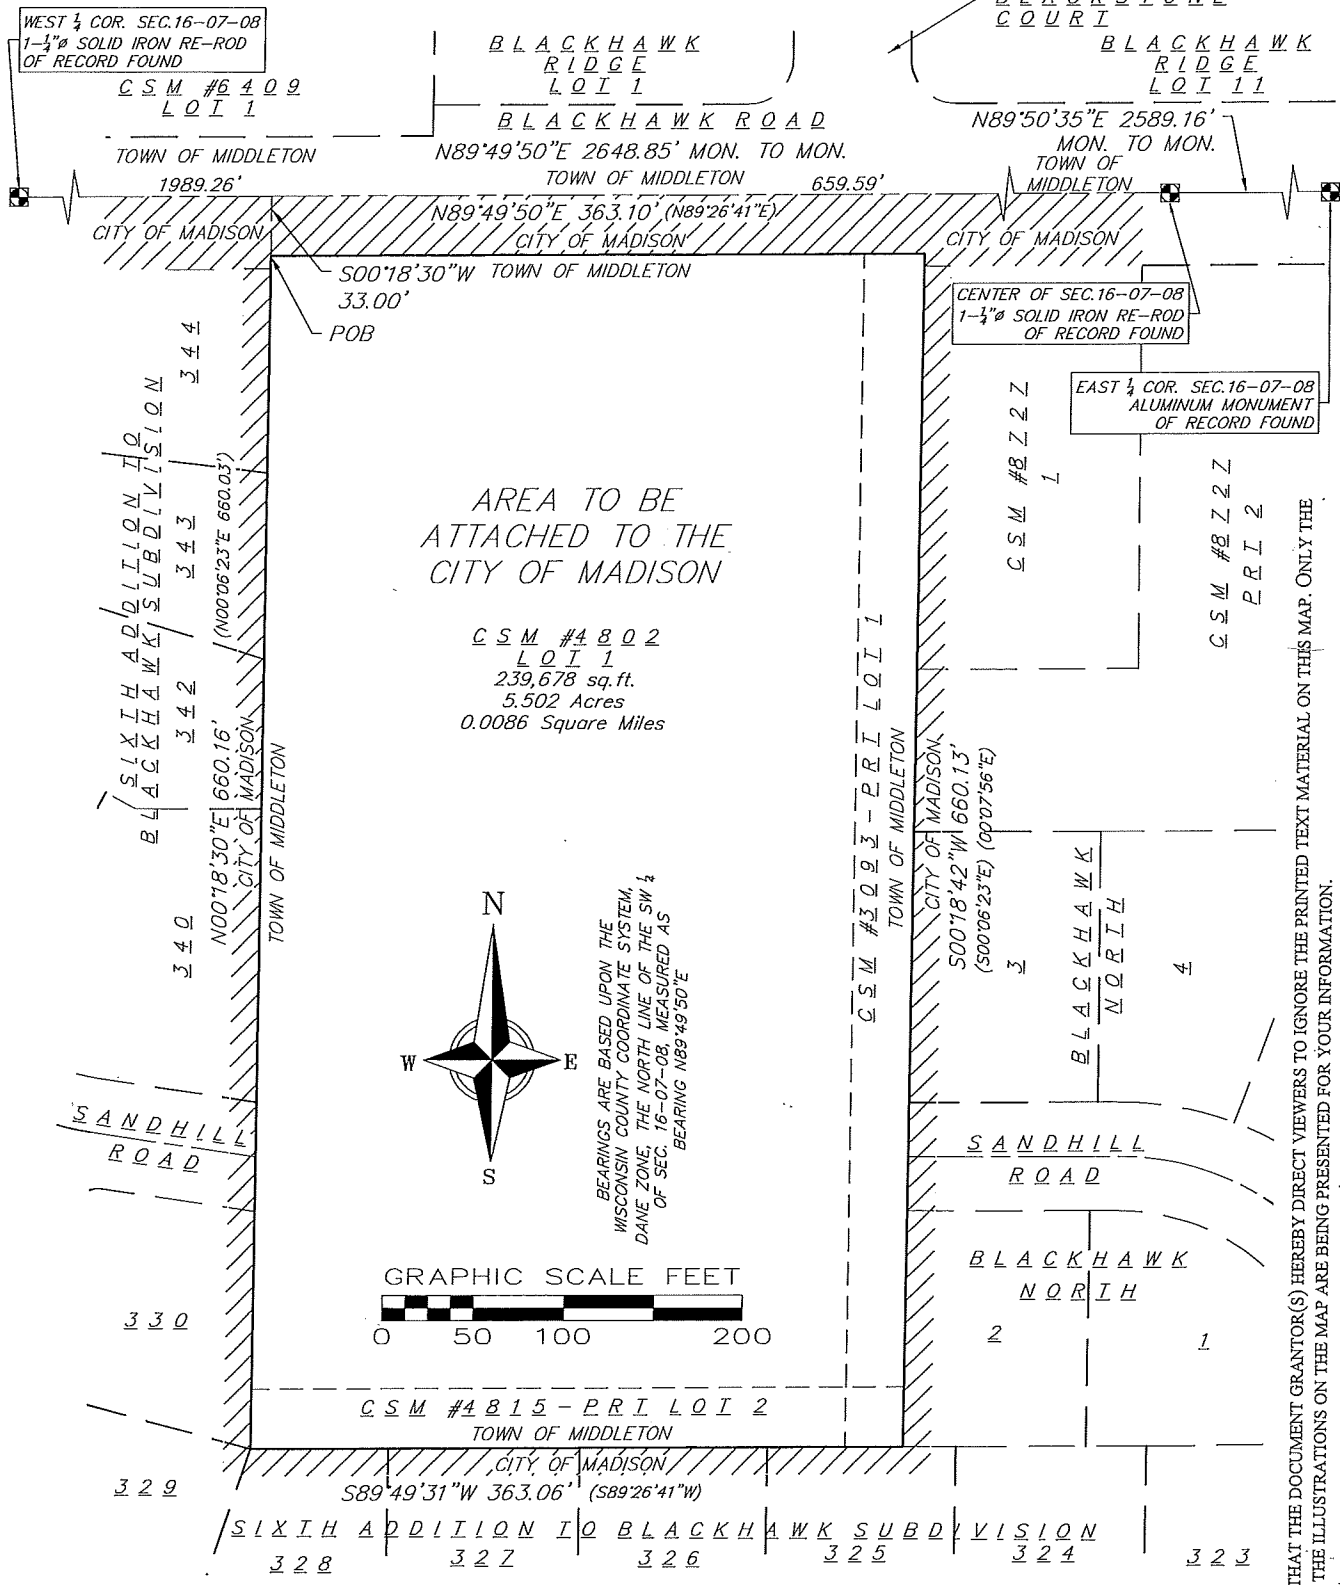 WEST 1/4 COR. SEC.16-07-08
1-1/4"ø SOLID IRON RE-ROD
OF RECORD FOUND
CSM #6409
LOT 1
BLACKHAWK
RIDGE
LOT 1
COURT
BLACKHAWK
RIDGE
LOT 11
BLACKHAWK ROAD
TOWN OF MIDDLETON
N89°49'50"E 2648.85' MON. TO MON.
TOWN OF MIDDLETON
N89°50'35"E 2589.16'
MON. TO MON.
TOWN OF
MIDDLETON
1989.26'
659.59'
N89°49'50"E 363.10' (N89°26'41"E)
CITY OF MADISON
CITY OF MADISON
CITY OF MADISON
S00°18'30"W
33.00'
TOWN OF MIDDLETON
POB
CENTER OF SEC.16-07-08
1-1/4"ø SOLID IRON RE-ROD
OF RECORD FOUND
EAST 1/4 COR. SEC.16-07-08
ALUMINUM MONUMENT
OF RECORD FOUND
SIXTH ADDITION TO
BLACKHAWK SUBDIVISION
344
343
342
340
(N00°06'23"E 660.03')
N00°18'30"E 660.16'
CITY OF MADISON
TOWN OF MIDDLETON
AREA TO BE
ATTACHED TO THE
CITY OF MADISON
CSM #4802
LOT 1
239,678 sq.ft.
5.502 Acres
0.0086 Square Miles
CSM #3093-PRT LOT 1
TOWN OF MIDDLETON
CITY OF MADISON
S00°18'42"W 660.13'
(S00°06'23"E) (00°07'56"E)
CSM #8727
1
CSM #8727
PRT 2
BLACKHAWK
NORTH
3
4
N
W
E
S
BEARINGS ARE BASED UPON THE
WISCONSIN COUNTY COORDINATE SYSTEM,
DANE ZONE, THE NORTH LINE OF THE SW 1/4
OF SEC. 16-07-08, MEASURED AS
BEARING N89°49'50"E
SANDHILL
ROAD
SANDHILL
ROAD
BLACKHAWK
NORTH
2
1
330
GRAPHIC SCALE FEET
0 50 100 200
CSM #4815-PRT LOT 2
TOWN OF MIDDLETON
CITY OF MADISON
S89°49'31"W 363.06' (S89°26'41"W)
329
SIXTH ADDITION TO BLACKHAWK SUBDIVISION
328 327 326 325 324 323
THAT THE DOCUMENT GRANTOR(S) HEREBY DIRECT VIEWERS TO IGNORE THE PRINTED TEXT MATERIAL ON THIS MAP. ONLY THE
THE ILLUSTRATIONS ON THE MAP ARE BEING PRESENTED FOR YOUR INFORMATION.